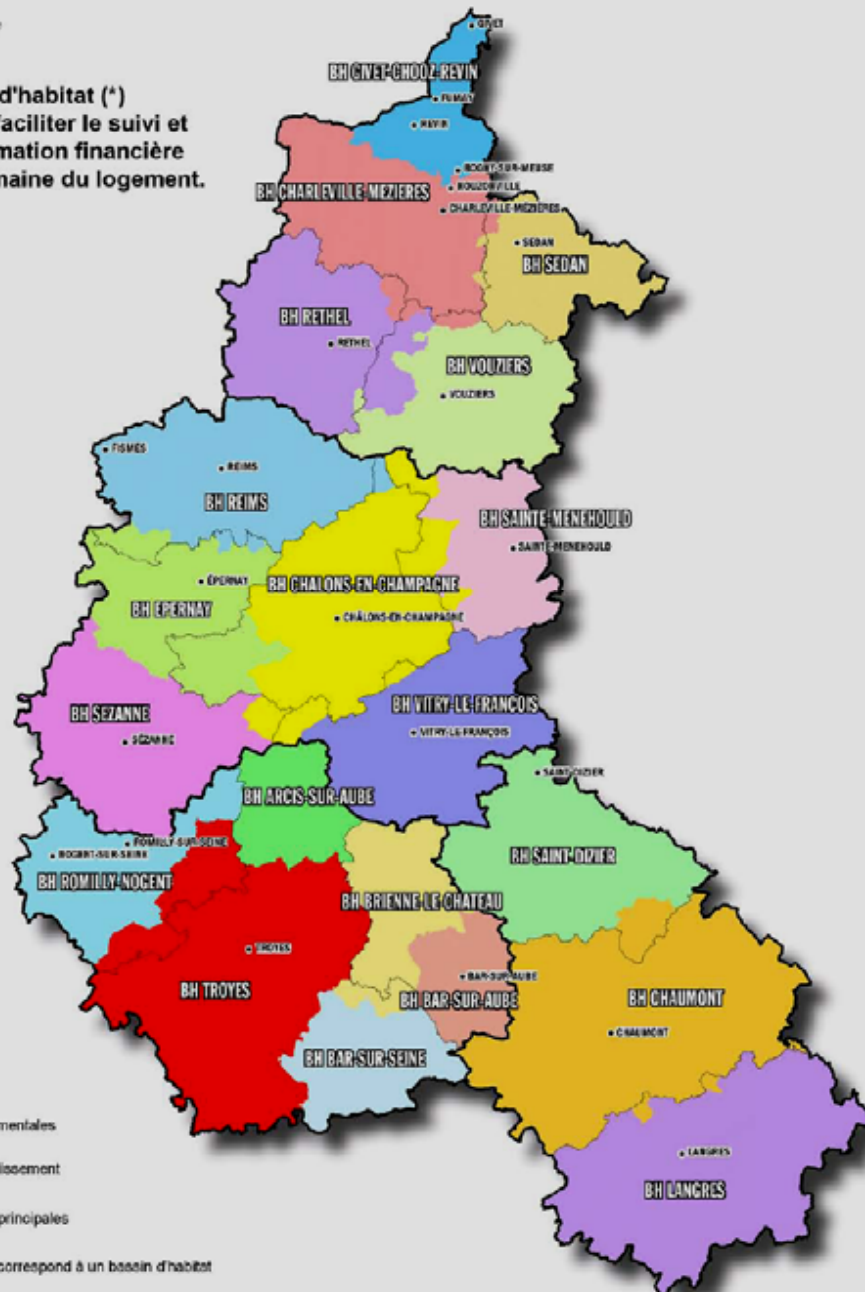 d'habitat (*)
faciliter le suivi et
mation financière
maine du logement.
GIVET
BH GIVET-CHOOZ-REVIN
FUMAY
REVIN
BOGNY-SUR-MEUSE
NOUZONVILLE
BH CHARLEVILLE-MEZIERES
CHARLEVILLE-MÉZIÈRES
SEDAN
BH SEDAN
BH RETHEL
RETHEL
BH VOUZIERS
VOUZIERS
FISMES
REIMS
BH REIMS
BH SAINTE-MENEHOULD
SAINTE-MENEHOULD
ÉPERNAY
BH CHALONS-EN-CHAMPAGNE
BH EPERNAY
CHÂLONS-EN-CHAMPAGNE
BH VITRY-LE-FRANÇOIS
BH SEZANNE
VITRY-LE-FRANÇOIS
SÉZANNE
SAINT-DIZIER
BH ARCIS-SUR-AUBE
ROMILLY-SUR-SEINE
NOGENT-SUR-SEINE
BH SAINT-DIZIER
BH ROMILLY-NOGENT
BH BRIENNE-LE-CHATEAU
TROYES
BAR-SUR-AUBE
BH TROYES
BH BAR-SUR-AUBE
BH CHAUMONT
CHAUMONT
BH BAR-SUR-SEINE
mentales
LANGRES
issement
BH LANGRES
principales
correspond à un bassin d'habitat